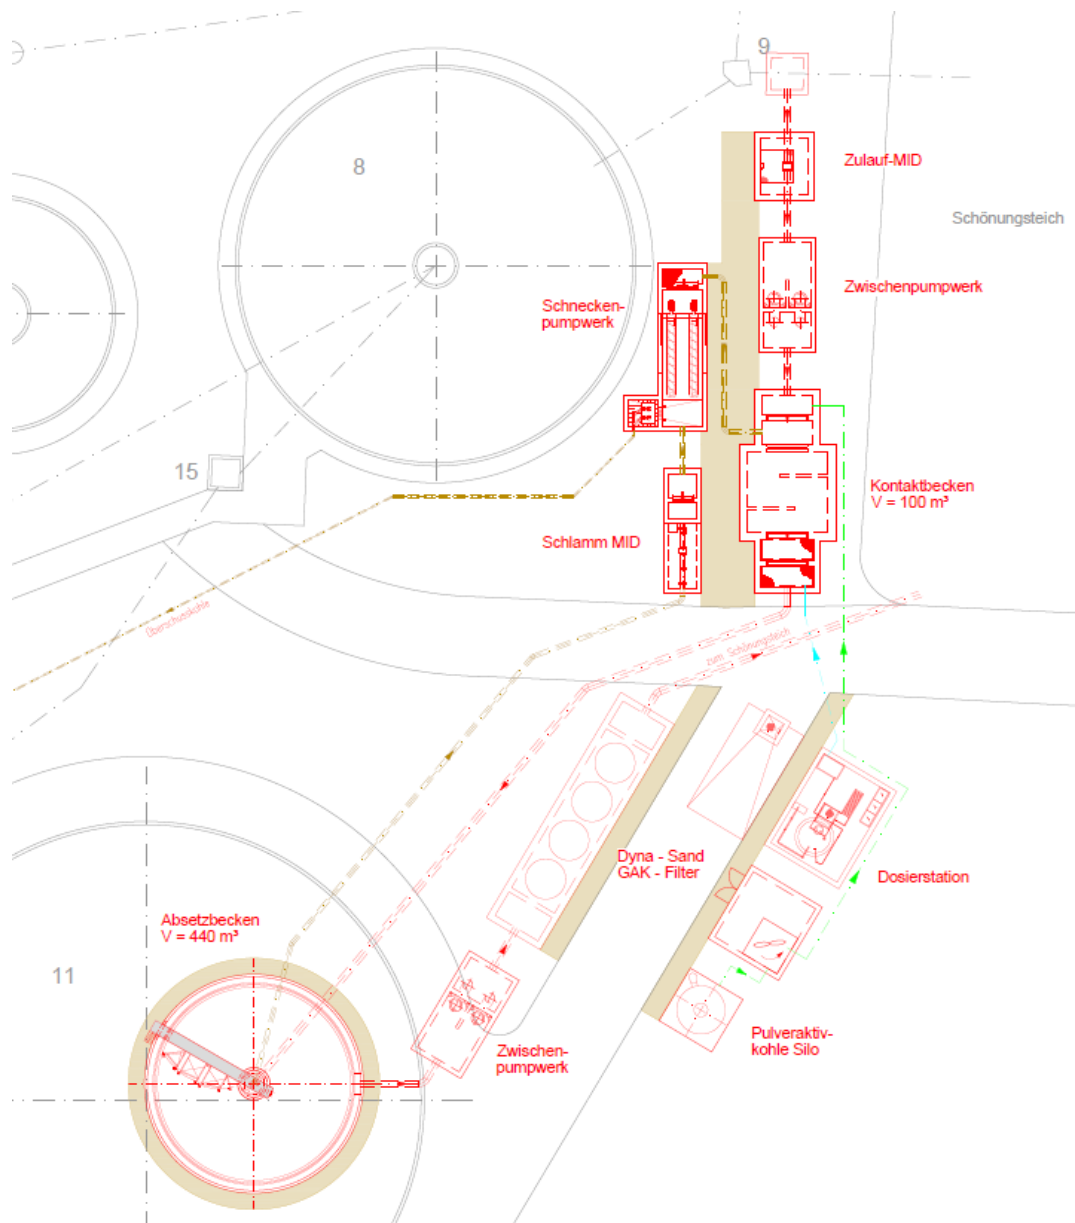 9
8
Zulauf-MID
Schönungsteich
Zwischenpumpwerk
Schnecken-
pumpwerk
15
Kontaktbecken
V = 100 m³
Schlamm MID
Überschusskohle
zum Schönungsteich
Dyna - Sand
GAK - Filter
Dosierstation
Absetzbecken
V = 440 m³
11
Zwischen-
pumpwerk
Pulveraktiv-
kohle Silo